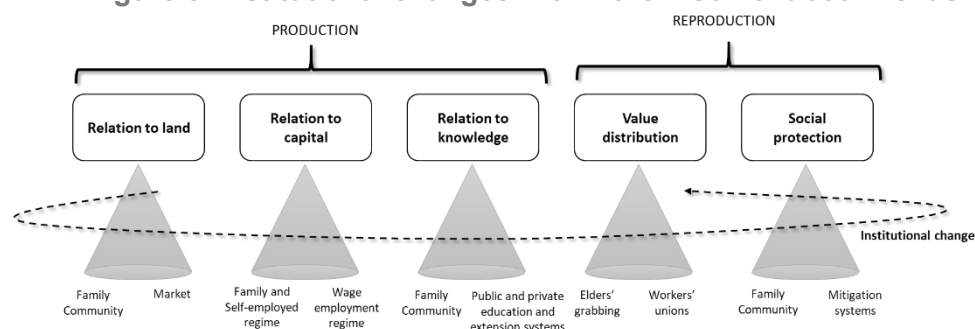 PRODUCTION
REPRODUCTION
Relation to land
Relation to
capital
Relation to
knowledge
Value
distribution
Social
protection
Institutional change
Family
Community
Market
Family and
Self-employed
regime
Wage
employment
regime
Family
Community
Public and private
education and
extension systems
Elders'
grabbing
Workers'
unions
Family
Community
Mitigation
systems